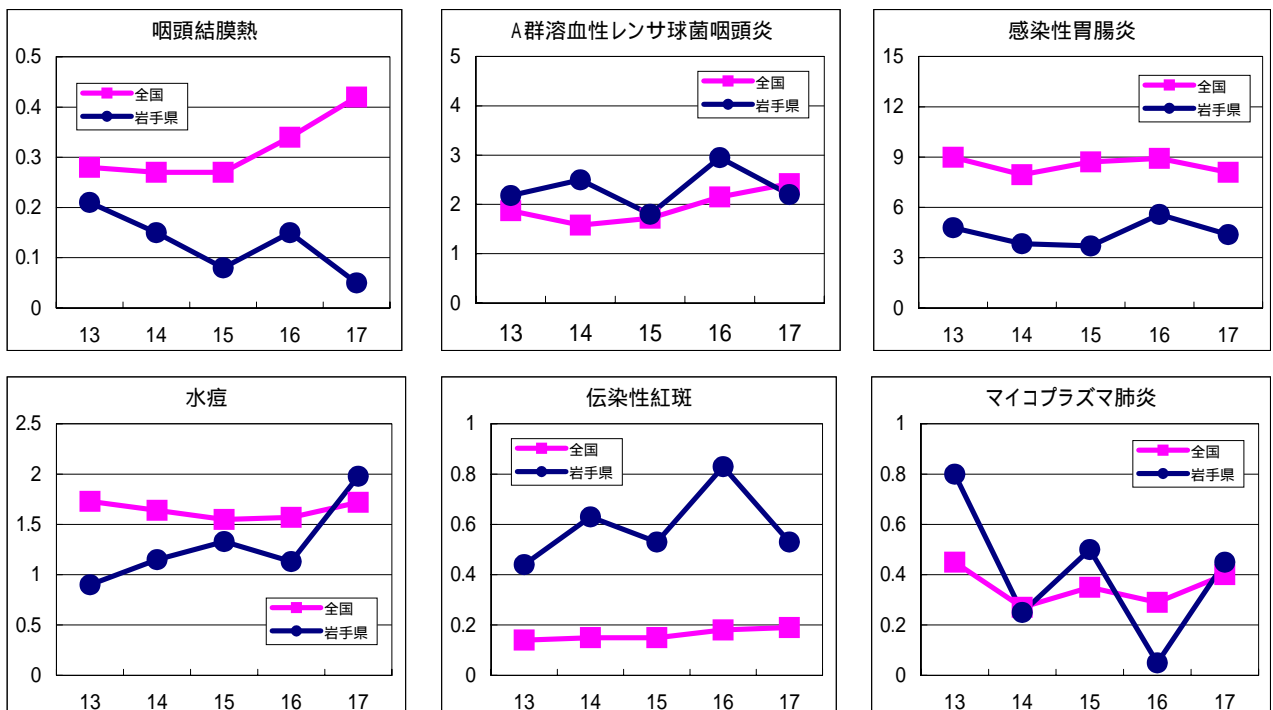 咽頭結膜熱
0.5
0.4
0.3
0.2
0.1
0
全国
岩手県
13 14 15 16 17
A群溶血性レンサ球菌咽頭炎
5
4
3
2
1
0
全国
岩手県
13 14 15 16 17
感染性胃腸炎
15
12
9
6
3
0
全国
岩手県
13 14 15 16 17
水痘
2.5
2
1.5
1
0.5
0
全国
岩手県
13 14 15 16 17
伝染性紅斑
1
0.8
0.6
0.4
0.2
0
全国
岩手県
13 14 15 16 17
マイコプラズマ肺炎
1
0.8
0.6
0.4
0.2
0
全国
岩手県
13 14 15 16 17